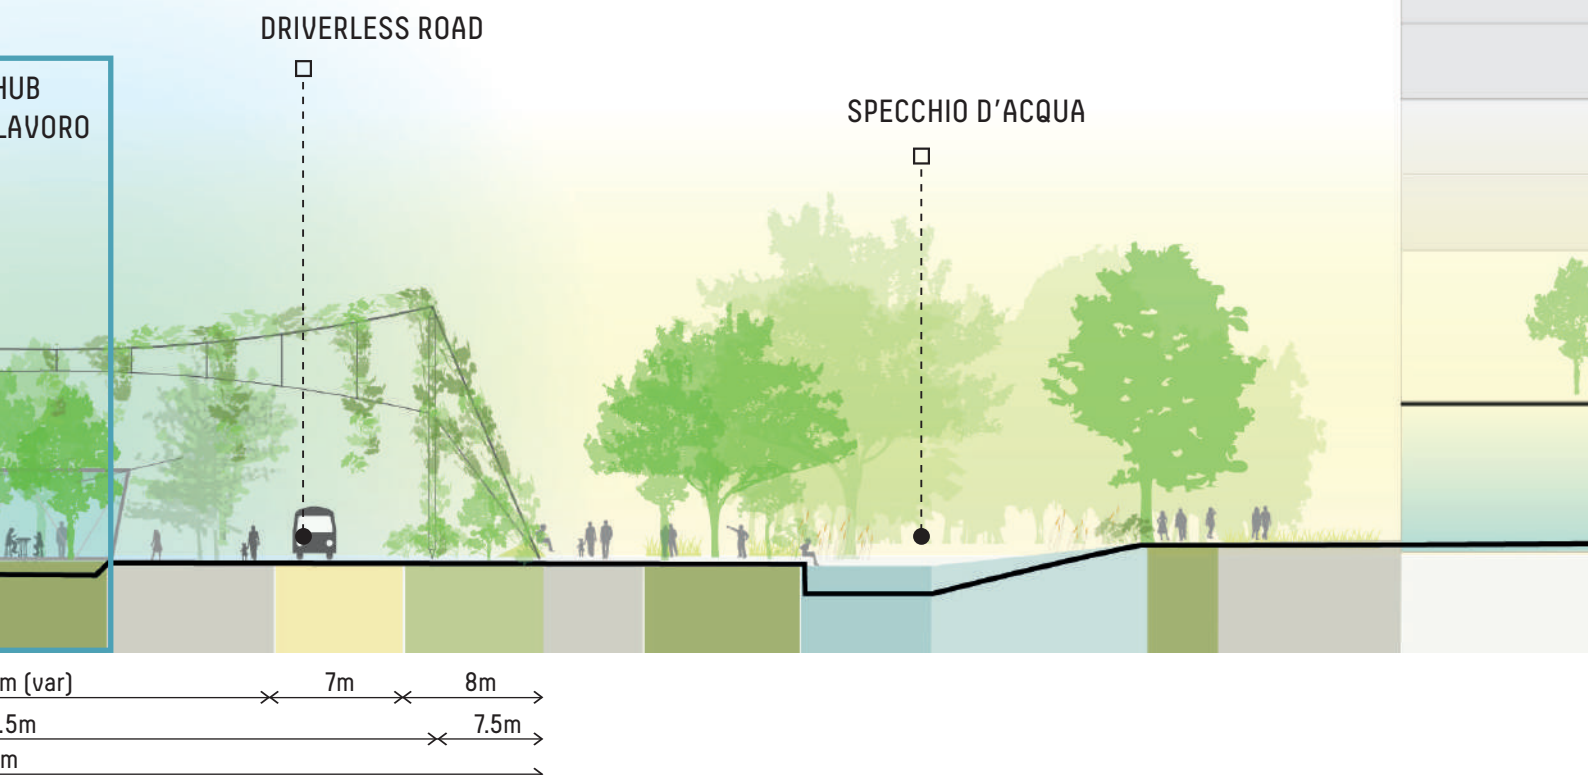 DRIVERLESS ROAD
HUB
LAVORO
SPECCHIO D'ACQUA
m (var)
7m
8m
.5m
7.5m
m